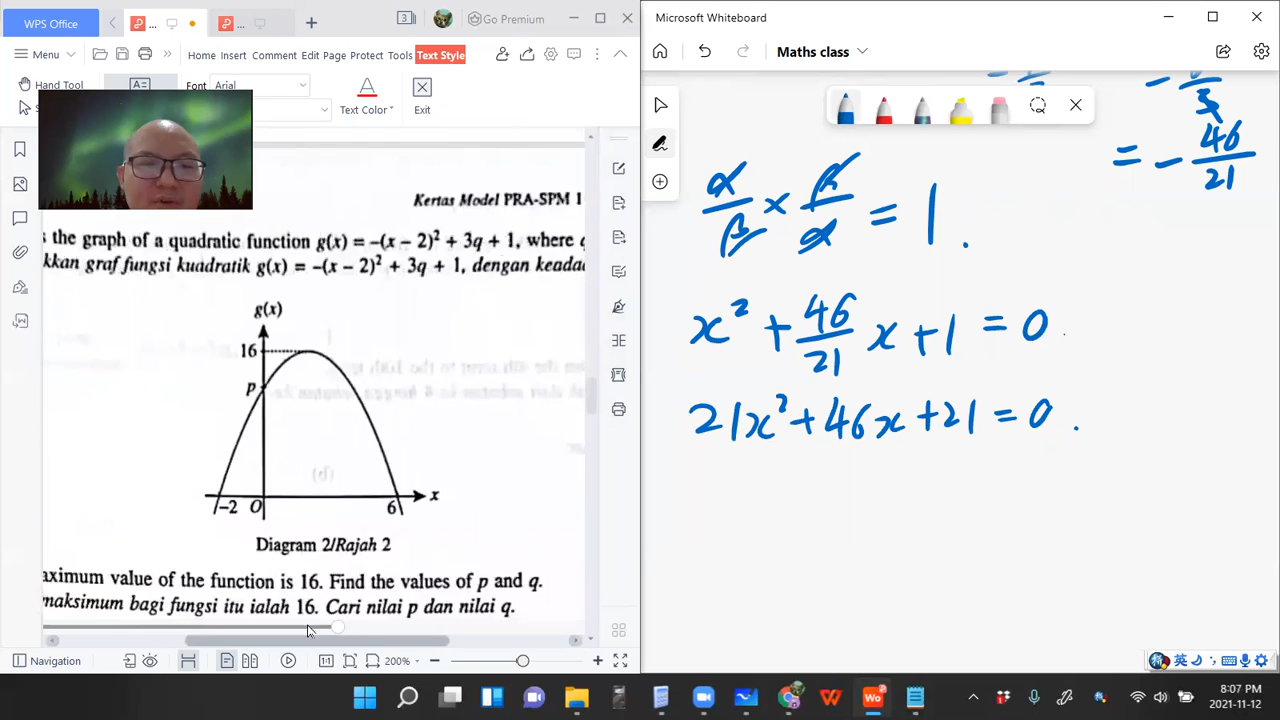 WPS Office
...
...
3
Go Premium
Menu
Home Insert Comment Edit Page Protect Tools Text Style
Hand Tool
Font Arial
Text Color
Exit
Kertas Model PRA-SPM 1
the graph of a quadratic function g(x) = –(x – 2)² + 3q + 1, where
kkan graf fungsi kuadratik g(x) = –(x – 2)² + 3q + 1, dengan keadaa
g(x)
16
p
–2 O 6 x
Diagram 2/Rajah 2
aximum value of the function is 16. Find the values of p and q.
maksimum bagi fungsi itu ialah 16. Cari nilai p dan nilai q.
Navigation
200%
Microsoft Whiteboard
Maths class
= – 46/21
α/β × β/α = 1.
x² + 46/21 x + 1 = 0
21x² + 46x + 21 = 0.
英
8:07 PM
2021-11-12